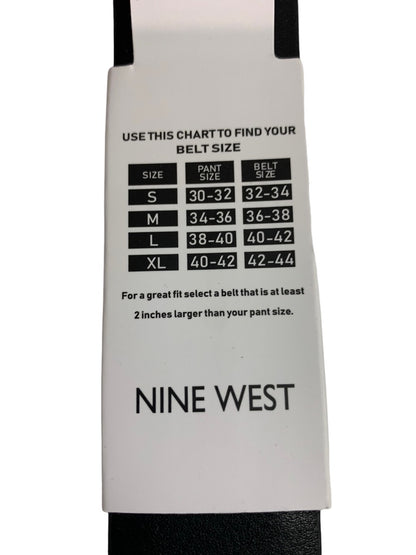 USE THIS CHART TO FIND YOUR
BELT SIZE
SIZE PANT SIZE BELT SIZE
S 30-32 32-34
M 34-36 36-38
L 38-40 40-42
XL 40-42 42-44
For a great fit select a belt that is at least
2 inches larger than your pant size.
NINE WEST